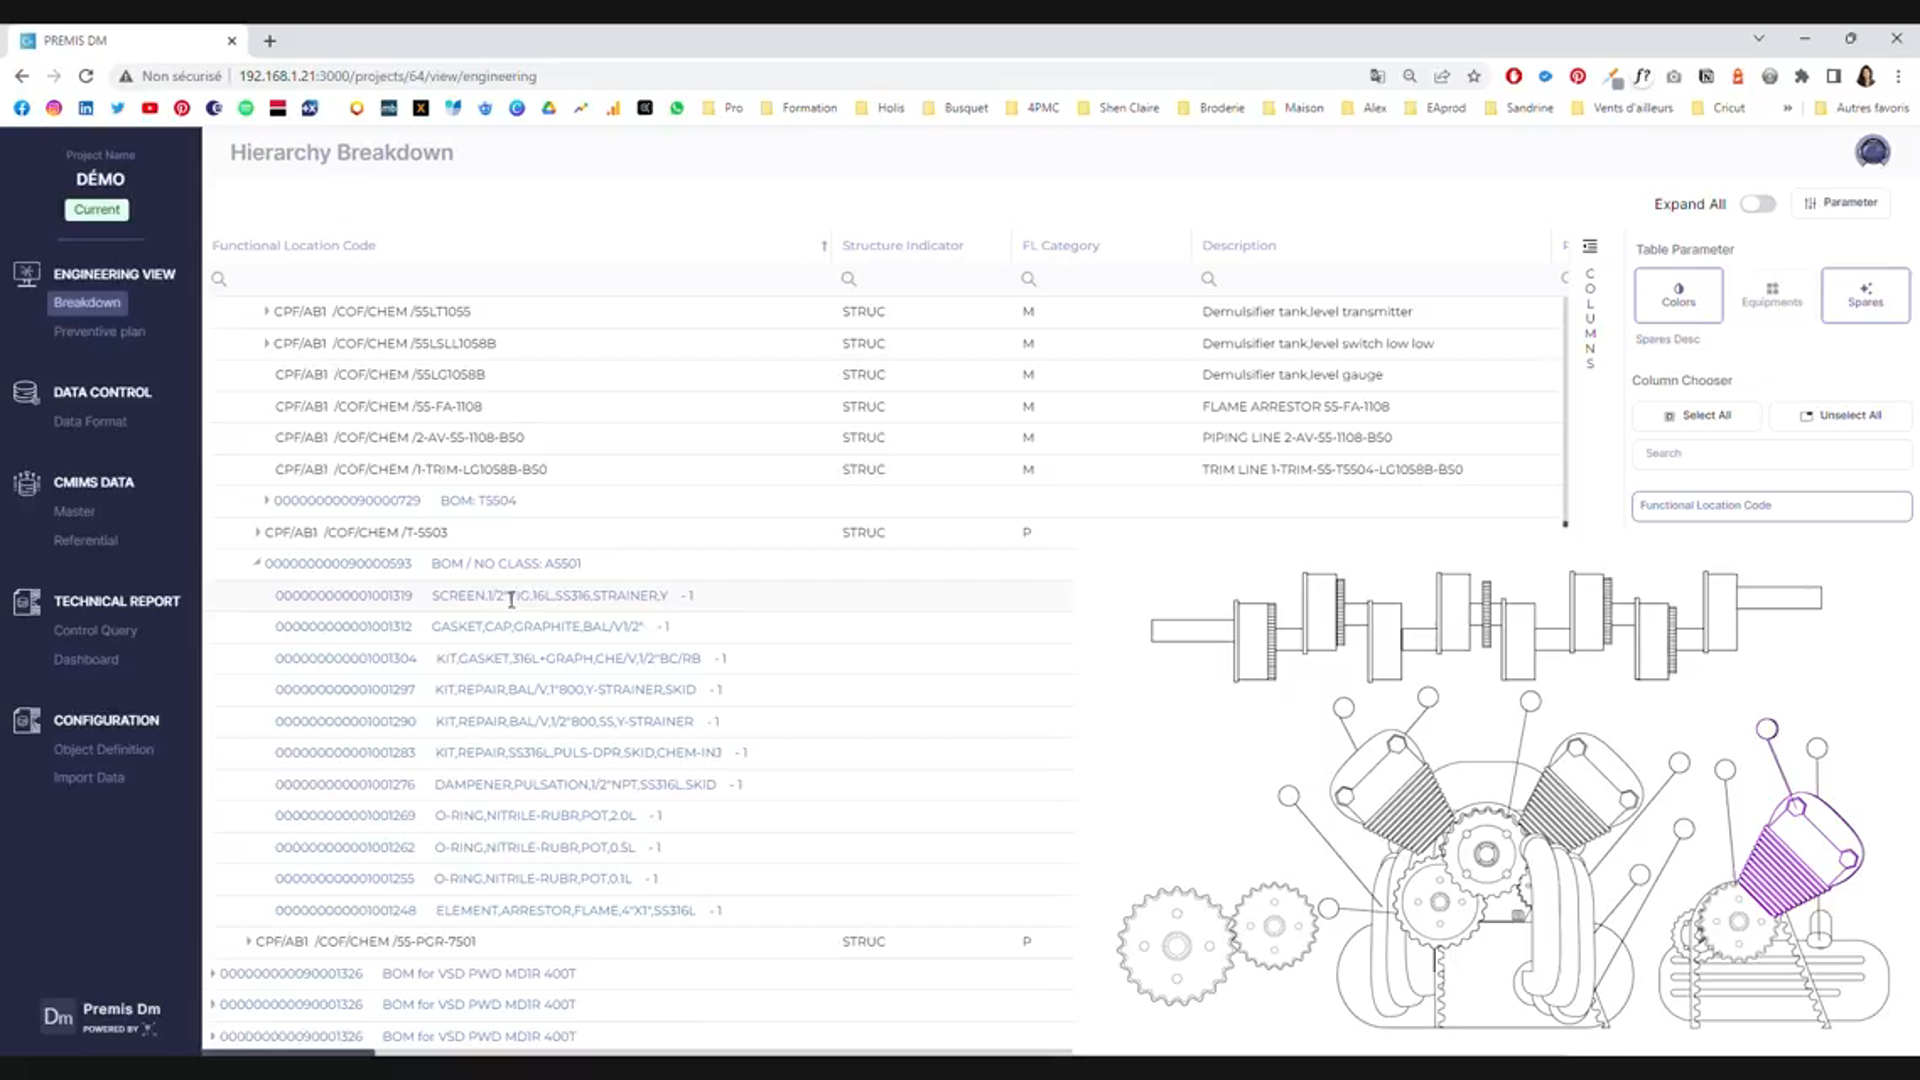 PREMIS DM
Non sécurisé 192.168.1.21:3000/projects/64/view/engineering
Pro Formation Holis Busquet 4PMC Shen Claire Broderie Maison Alex EAprod Sandrine Vents d'ailleurs Cricut » Autres favoris
Project Name
DÉMO
Current
ENGINEERING VIEW
Breakdown
Preventive plan
DATA CONTROL
Data Format
CMIMS DATA
Master
Referential
TECHNICAL REPORT
Control Query
Dashboard
CONFIGURATION
Object Definition
Import Data
Dm Premis Dm
POWERED BY
Hierarchy Breakdown
Expand All Parameter
Functional Location Code Structure Indicator FL Category Description
CPF/AB1 /COF/CHEM /55LT1055 STRUC M Demulsifier tank,level transmitter
CPF/AB1 /COF/CHEM /55LSLL1058B STRUC M Demulsifier tank,level switch low low
CPF/AB1 /COF/CHEM /55LG1058B STRUC M Demulsifier tank,level gauge
CPF/AB1 /COF/CHEM /55-FA-1108 STRUC M FLAME ARRESTOR 55-FA-1108
CPF/AB1 /COF/CHEM /2-AV-55-1108-B50 STRUC M PIPING LINE 2-AV-55-1108-B50
CPF/AB1 /COF/CHEM /1-TRIM-LG1058B-B50 STRUC M TRIM LINE 1-TRIM-55-T5504-LG1058B-B50
000000000090000729 BOM: T5504
CPF/AB1 /COF/CHEM /T-5503 STRUC P
000000000090000593 BOM / NO CLASS: A5501
000000000001001319 SCREEN,1/2" 16L,SS316,STRAINER,Y - 1
000000000001001312 GASKET,CAP,GRAPHITE,BAL/V1/2" - 1
000000000001001304 KIT,GASKET,316L+GRAPH,CHE/V,1/2"BC/RB - 1
000000000001001297 KIT,REPAIR,BAL/V,1"800,Y-STRAINER,SKID - 1
000000000001001290 KIT,REPAIR,BAL/V,1/2"800,SS,Y-STRAINER - 1
000000000001001283 KIT,REPAIR,SS316L,PULS-DPR,SKID,CHEM-INJ - 1
000000000001001276 DAMPENER,PULSATION,1/2"NPT,SS316L,SKID - 1
000000000001001269 O-RING,NITRILE-RUBR,POT,2.0L - 1
000000000001001262 O-RING,NITRILE-RUBR,POT,0.5L - 1
000000000001001255 O-RING,NITRILE-RUBR,POT,0.1L - 1
000000000001001248 ELEMENT,ARRESTOR,FLAME,4"X1",SS316L - 1
CPF/AB1 /COF/CHEM /55-PGR-7501 STRUC P
000000000090001326 BOM for VSD PWD MD1R 400T
000000000090001326 BOM for VSD PWD MD1R 400T
000000000090001326 BOM for VSD PWD MD1R 400T
COLUMNS
Table Parameter
Colors Equipments Spares
Spares Desc
Column Chooser
Select All Unselect All
Search
Functional Location Code